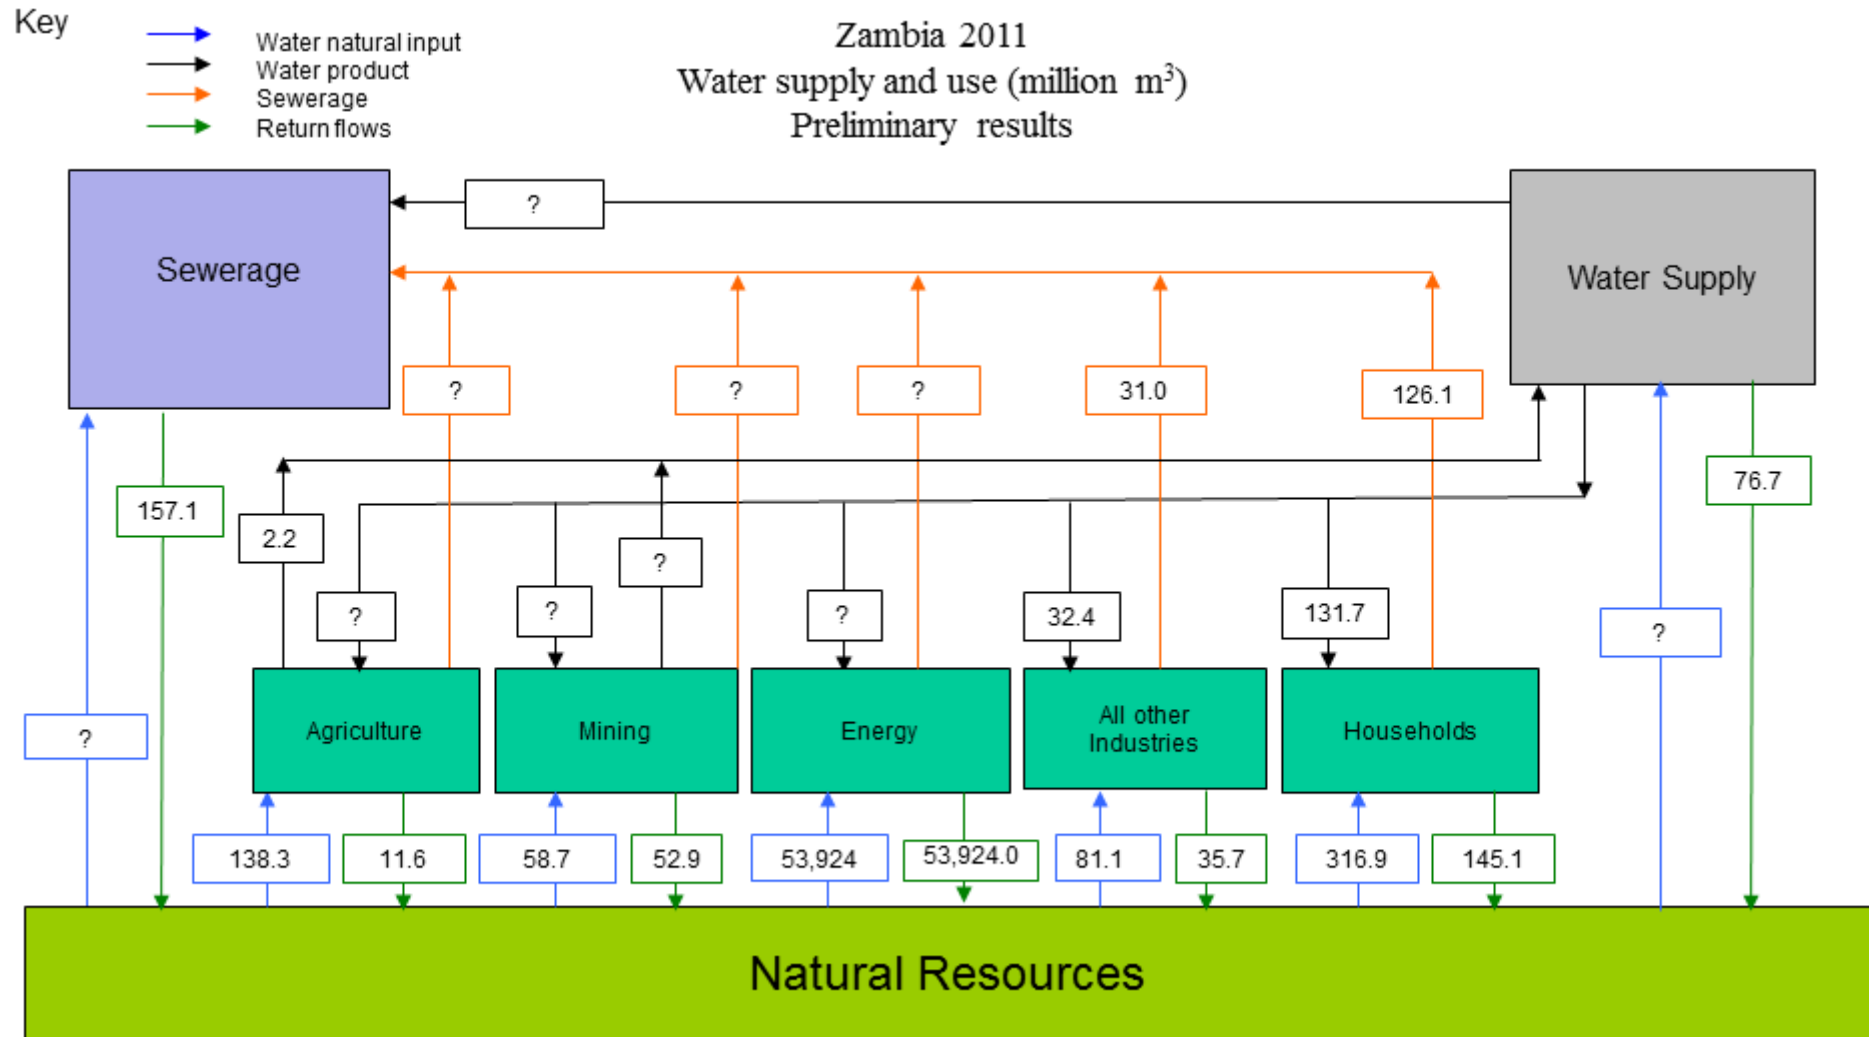 Key
Water natural input
Water product
Sewerage
Return flows
Zambia 2011
Water supply and use (million m³)
Preliminary results
Sewerage
?
Water Supply
?
?
?
31.0
126.1
157.1
2.2
?
76.7
?
?
?
32.4
131.7
?
?
Agriculture
Mining
Energy
All other
Industries
Households
138.3
11.6
58.7
52.9
53,924
53,924.0
81.1
35.7
316.9
145.1
Natural Resources